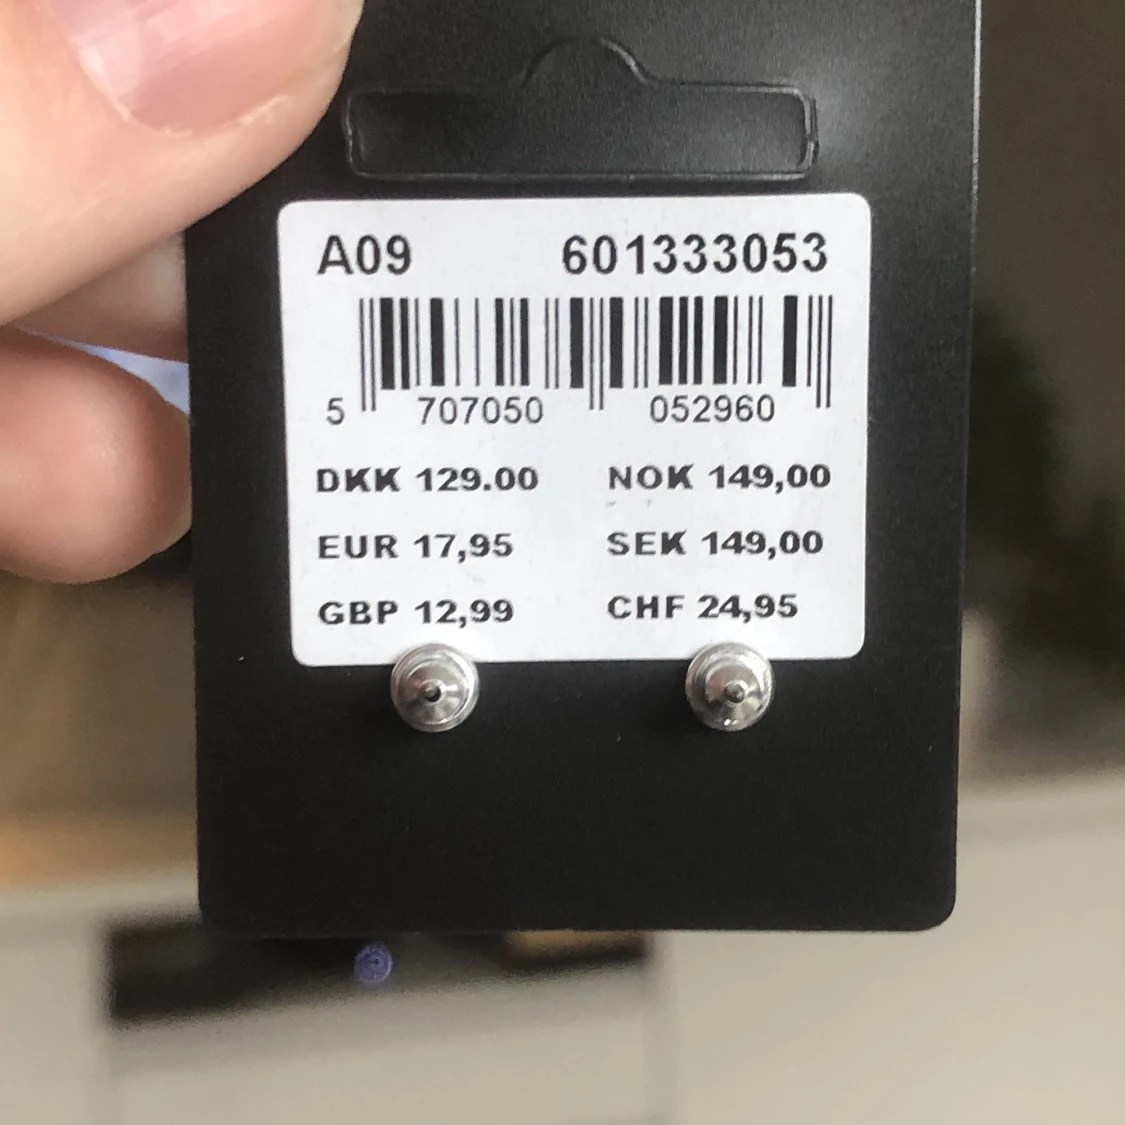 A09 601333053
5 707050 052960
DKK 129.00 NOK 149,00
EUR 17,95 SEK 149,00
GBP 12,99 CHF 24,95